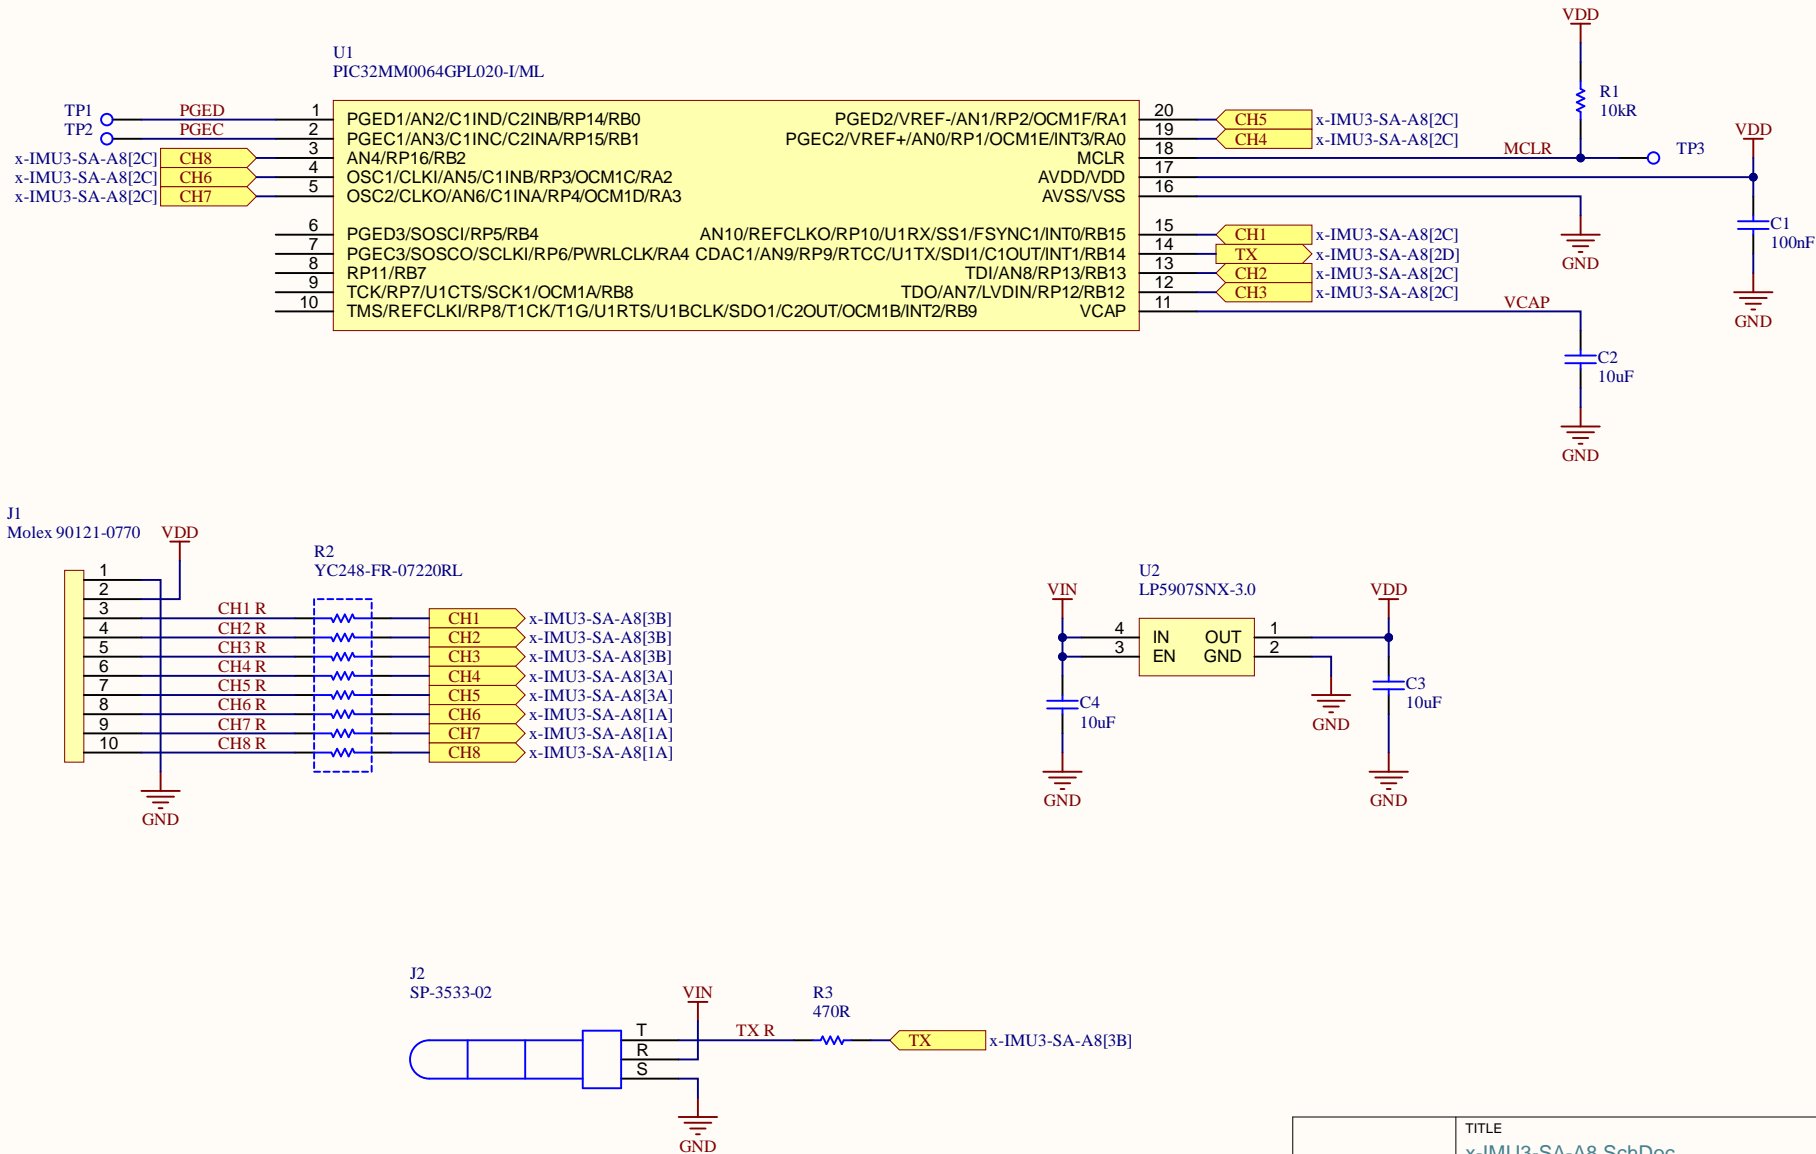 VDD
U1
PIC32MM0064GPL020-I/ML
R1
10kR
TP1
PGED
1
PGED1/AN2/C1IND/C2INB/RP14/RB0
PGED2/VREF-/AN1/RP2/OCM1F/RA1
20
CH5
x-IMU3-SA-A8[2C]
TP2
PGEC
2
PGEC1/AN3/C1INC/C2INA/RP15/RB1
PGEC2/VREF+/AN0/RP1/OCM1E/INT3/RA0
19
CH4
x-IMU3-SA-A8[2C]
VDD
x-IMU3-SA-A8[2C]
CH8
3
AN4/RP16/RB2
MCLR
18
MCLR
TP3
x-IMU3-SA-A8[2C]
CH6
4
OSC1/CLKI/AN5/C1INB/RP3/OCM1C/RA2
AVDD/VDD
17
x-IMU3-SA-A8[2C]
CH7
5
OSC2/CLKO/AN6/C1INA/RP4/OCM1D/RA3
AVSS/VSS
16
C1
100nF
6
PGED3/SOSCI/RP5/RB4
AN10/REFCLKO/RP10/U1RX/SS1/FSYNC1/INT0/RB15
15
CH1
x-IMU3-SA-A8[2C]
7
PGEC3/SOSCO/SCLKI/RP6/PWRLCLK/RA4
CDAC1/AN9/RP9/RTCC/U1TX/SDI1/C1OUT/INT1/RB14
14
TX
x-IMU3-SA-A8[2D]
GND
8
RP11/RB7
TDI/AN8/RP13/RB13
13
CH2
x-IMU3-SA-A8[2C]
9
TCK/RP7/U1CTS/SCK1/OCM1A/RB8
TDO/AN7/LVDIN/RP12/RB12
12
CH3
x-IMU3-SA-A8[2C]
10
TMS/REFCLKI/RP8/T1CK/T1G/U1RTS/U1BCLK/SDO1/C2OUT/OCM1B/INT2/RB9
VCAP
11
VCAP
GND
C2
10uF
GND
J1
Molex 90121-0770
VDD
R2
YC248-FR-07220RL
1
2
3
CH1 R
CH1
x-IMU3-SA-A8[3B]
4
CH2 R
CH2
x-IMU3-SA-A8[3B]
5
CH3 R
CH3
x-IMU3-SA-A8[3B]
6
CH4 R
CH4
x-IMU3-SA-A8[3A]
7
CH5 R
CH5
x-IMU3-SA-A8[3A]
8
CH6 R
CH6
x-IMU3-SA-A8[1A]
9
CH7 R
CH7
x-IMU3-SA-A8[1A]
10
CH8 R
CH8
x-IMU3-SA-A8[1A]
GND
U2
LP5907SNX-3.0
VIN
VDD
4
IN
OUT
1
3
EN
GND
2
C4
10uF
GND
C3
10uF
GND
GND
J2
SP-3533-02
VIN
R3
470R
T
TX R
TX
x-IMU3-SA-A8[3B]
R
S
GND
TITLE
x-IMU3-SA-A8.SchDoc